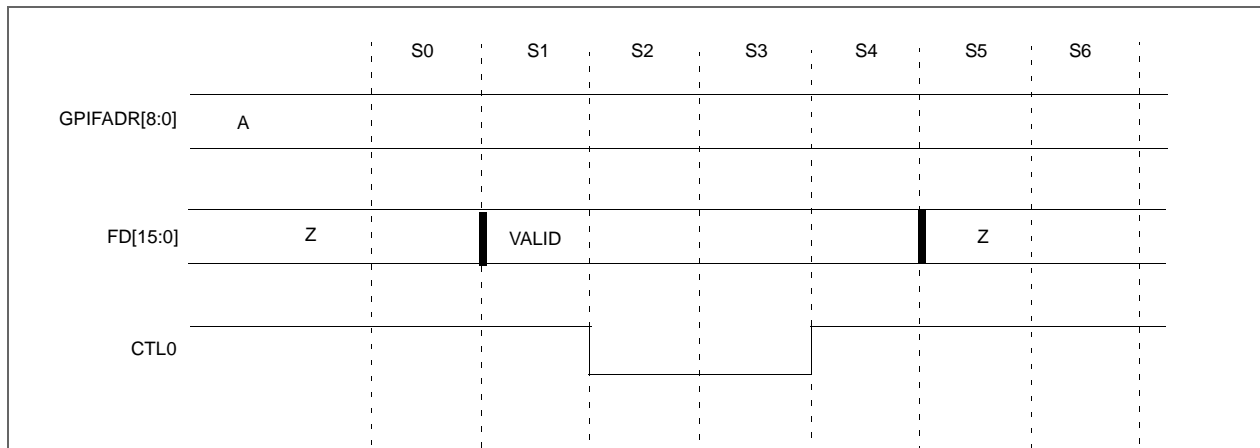 S0 S1 S2 S3 S4 S5 S6
GPIFADR[8:0] A
FD[15:0] Z VALID Z
CTL0